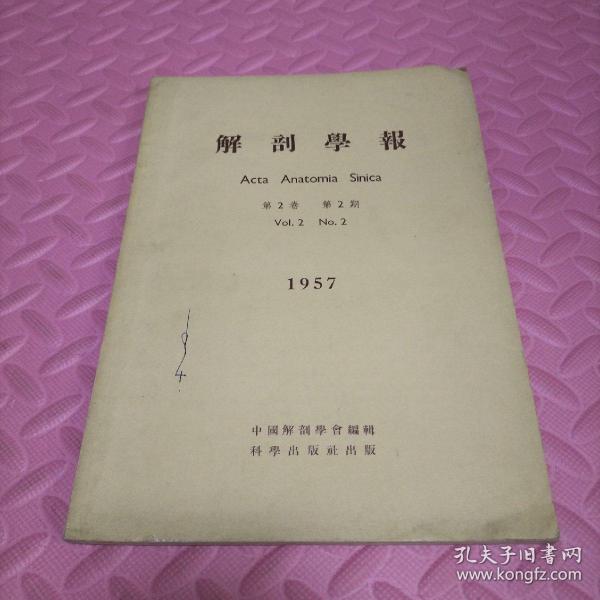 解剖學報
Acta Anatomia Sinica
第2卷 第2期
Vol. 2 No. 2
1957
中國解剖學會編輯
科學出版社出版
孔夫子旧书网
www.kongfz.com